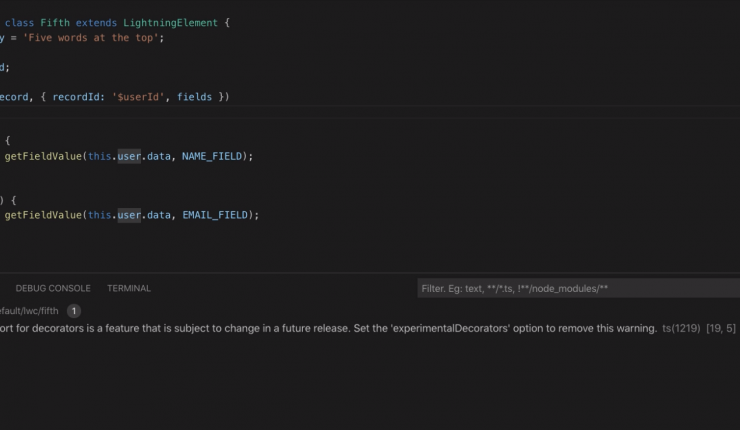 class Fifth extends LightningElement {
y = 'Five words at the top';
d;
ecord, { recordId: '$userId', fields })
{
getFieldValue(this.user.data, NAME_FIELD);
) {
getFieldValue(this.user.data, EMAIL_FIELD);
DEBUG CONSOLE TERMINAL Filter. Eg: text, **/*.ts, !**/node_modules/**
efault/lwc/fifth 1
ort for decorators is a feature that is subject to change in a future release. Set the 'experimentalDecorators' option to remove this warning. ts(1219) [19, 5]